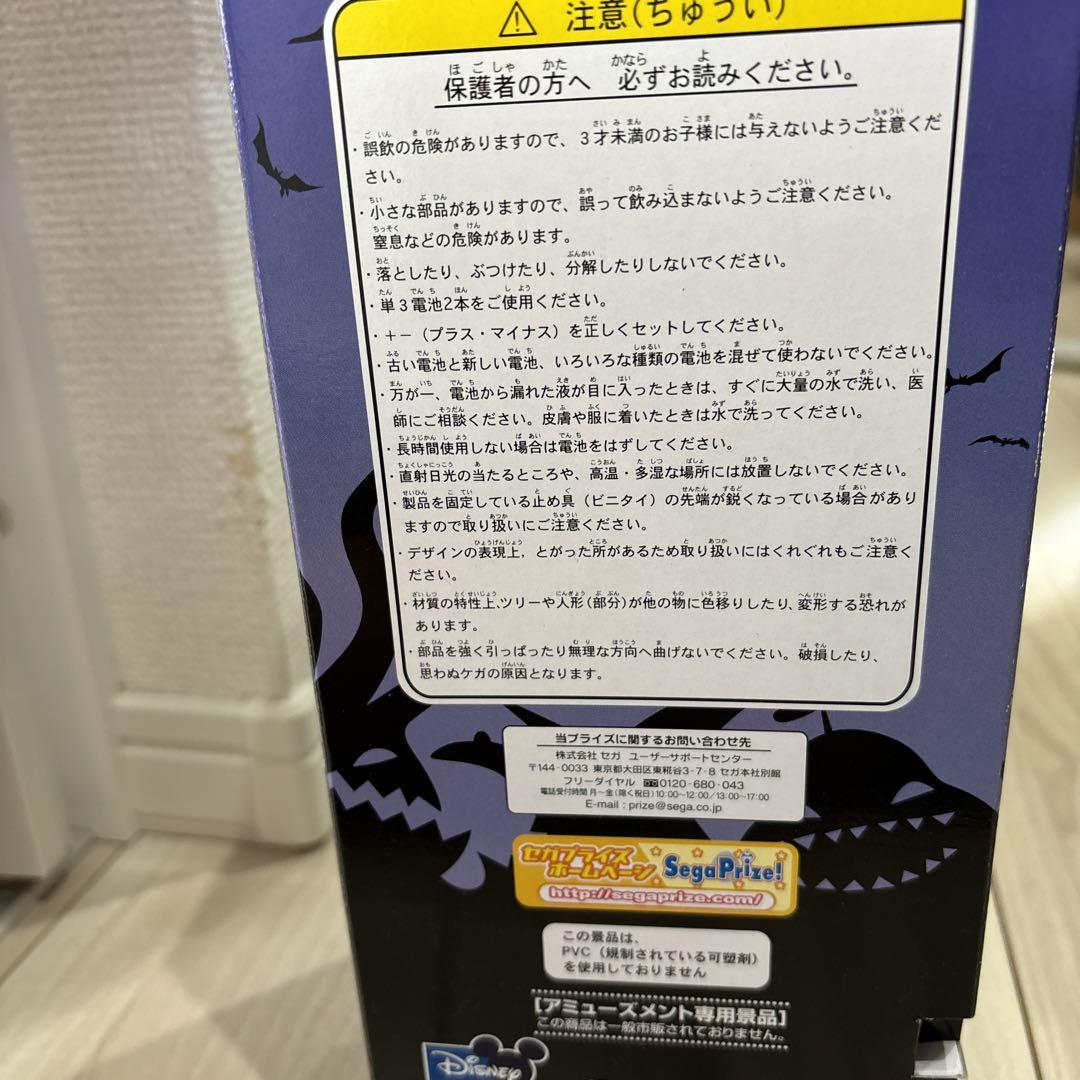 注意(ちゅうい)
保護者の方へ 必ずお読みください。
・誤飲の危険がありますので、3才未満のお子様には与えないようご注意くだ
さい。
・小さな部品がありますので、誤って飲み込まないようご注意ください。
窒息などの危険があります。
・落としたり、ぶつけたり、分解したりしないでください。
・単3電池2本をご使用ください。
・+−(プラス・マイナス)を正しくセットしてください。
・古い電池と新しい電池、いろいろな種類の電池を混ぜて使わないでください。
・万が一、電池から漏れた液が目に入ったときは、すぐに大量の水で洗い、医
師にご相談ください。皮膚や服に着いたときは水で洗ってください。
・長時間使用しない場合は電池をはずしてください。
・直射日光の当たるところや、高温・多湿な場所には放置しないでください。
・製品を固定している止め具(ビニタイ)の先端が鋭くなっている場合があり
ますので取り扱いにご注意ください。
・デザインの表現上，とがった所があるため取り扱いにはくれぐれもご注意く
ださい。
・材質の特性上、ツリーや人形(部分)が他の物に色移りしたり、変形する恐れが
あります。
・部品を強く引っぱったり無理な方向へ曲げないでください。破損したり、
思わぬケガの原因となります。
当プライズに関するお問い合わせ先
株式会社 セガ ユーザーサポートセンター
〒144-0033 東京都大田区東糀谷3-7-8 セガ本社別館
フリーダイヤル 0120-680-043
電話受付時間 月〜金(除く祝日)10:00〜12:00/13:00〜17:00
E-mail : prize@sega.co.jp
セガプライズ
ホームページ SegaPrize!
http://segaprize.com/
この景品は、
PVC(規制されている可塑剤)
を使用しておりません
[アミューズメント専用景品]
この商品は一般市販されておりません。
DISNEY